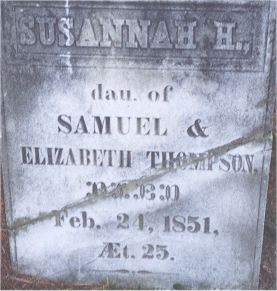 SUSANNAH H.,
dau. of
SAMUEL &
ELIZABETH THOMPSON,
DIED
Feb. 24, 1851,
Æt. 25.